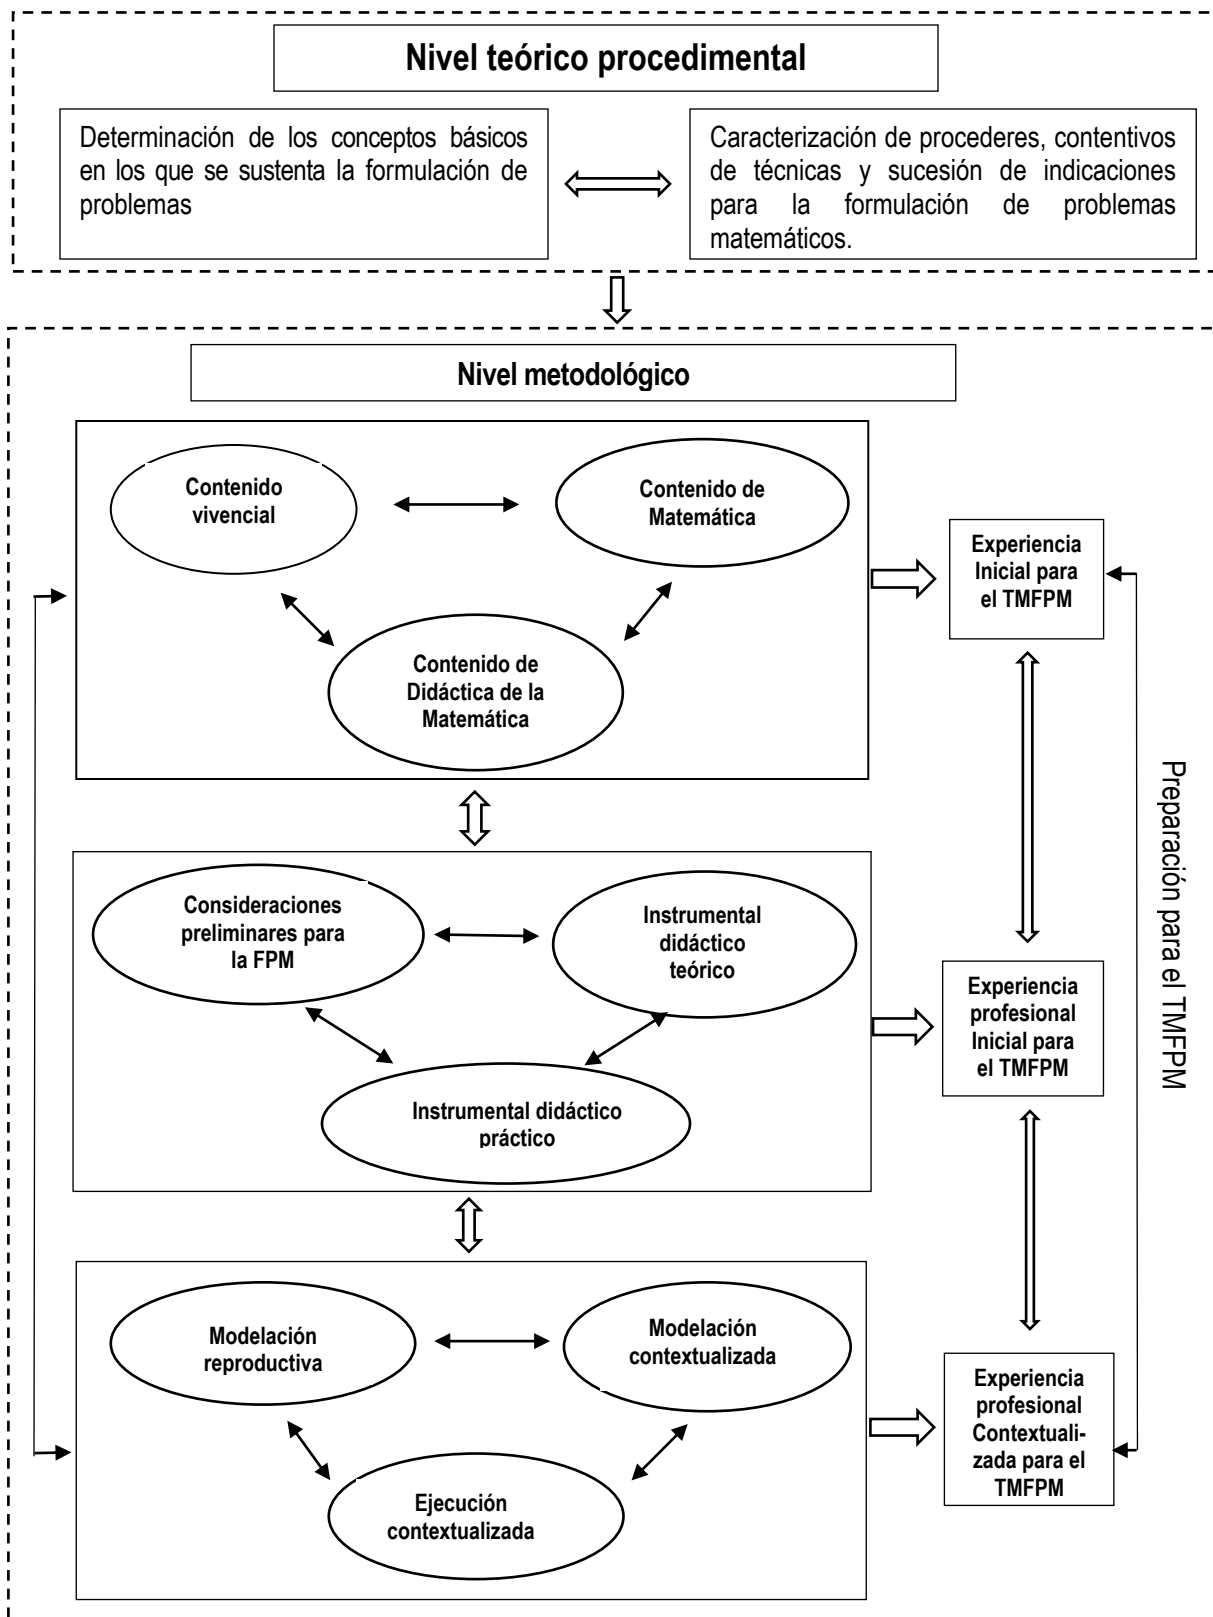 Nivel teórico procedimental
Determinación de los conceptos básicos
en los que se sustenta la formulación de
problemas
Caracterización de procederes, contentivos
de técnicas y sucesión de indicaciones
para la formulación de problemas
matemáticos.
Nivel metodológico
Contenido
vivencial
Contenido de
Matemática
Contenido de
Didáctica de la
Matemática
Experiencia
Inicial para
el TMFPM
Consideraciones
preliminares para
la FPM
Instrumental
didáctico
teórico
Instrumental didáctico
práctico
Experiencia
profesional
Inicial para
el TMFPM
Preparación para el TMFPM
Modelación
reproductiva
Modelación
contextualizada
Ejecución
contextualizada
Experiencia
profesional
Contextuali-
zada para el
TMFPM